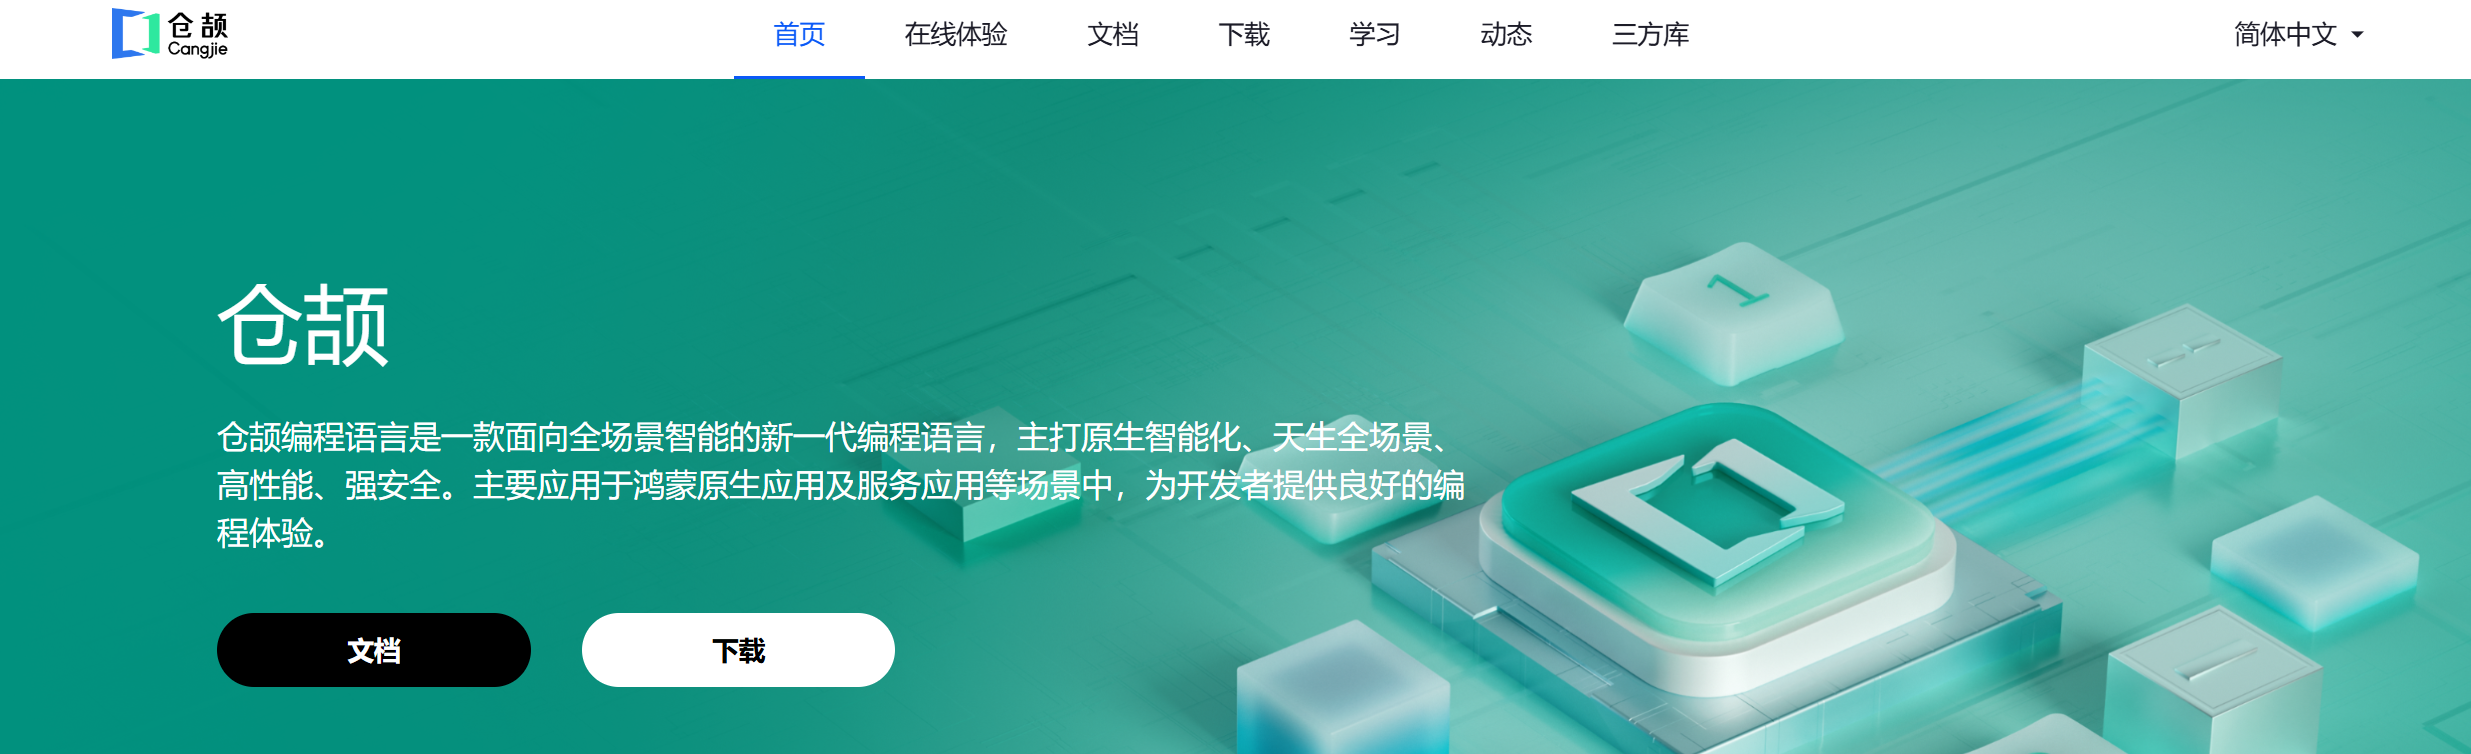 仓颉
Cangjie
首页 在线体验 文档 下载 学习 动态 三方库 简体中文
仓颉
仓颉编程语言是一款面向全场景智能的新一代编程语言，主打原生智能化、天生全场景、
高性能、强安全。主要应用于鸿蒙原生应用及服务应用等场景中，为开发者提供良好的编
程体验。
文档 下载
1